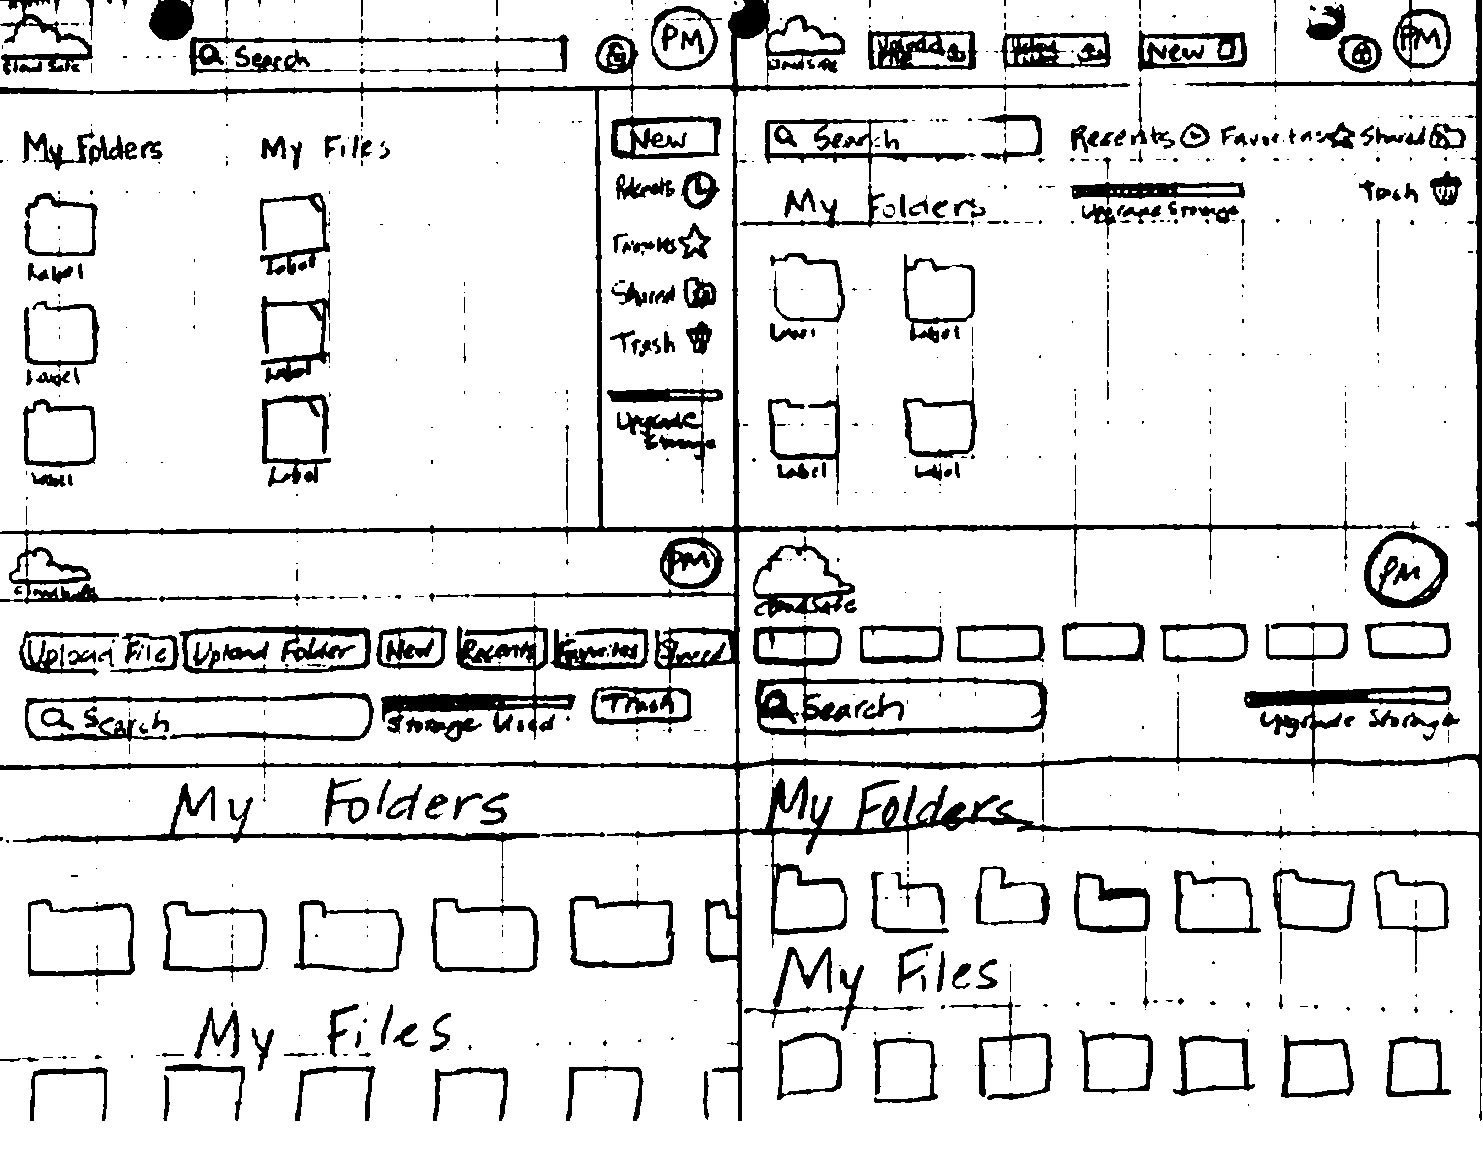 Cloud Safe
Search
PM
My Folders
My Files
New
Recents
Label
Label
Favorites
Shared
Label
Label
Trash
Upgrade
Storage
Label
Label
Cloud Safe
Upload
File
Upload
New
PM
Search
Recents
Favorites
Shared
My Folders
Upgrade Storage
Trash
Label
Label
Label
Label
PM
Upload File
Upload Folder
New
Recents
Favorites
Shared
Search
Storage Used
Trash
My Folders
My Files
Cloud Safe
PM
Search
Upgrade Storage
My Folders
My Files